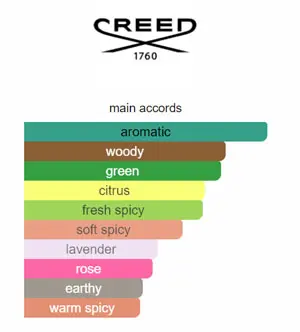 CREED
1760
main accords
aromatic
woody
green
citrus
fresh spicy
soft spicy
lavender
rose
earthy
warm spicy